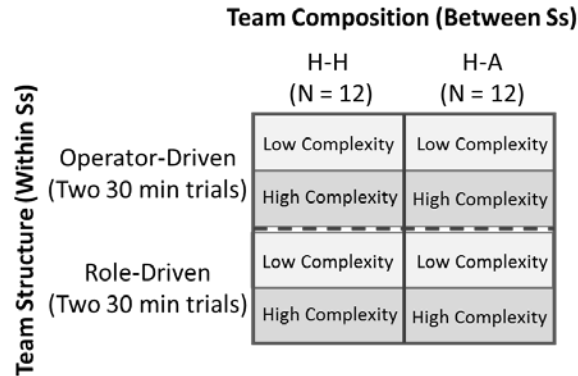 Team Composition (Between Ss)
H-H
(N = 12)
H-A
(N = 12)
Team Structure (Within Ss)
Operator-Driven
(Two 30 min trials)
Low Complexity
Low Complexity
High Complexity
High Complexity
Role-Driven
(Two 30 min trials)
Low Complexity
Low Complexity
High Complexity
High Complexity